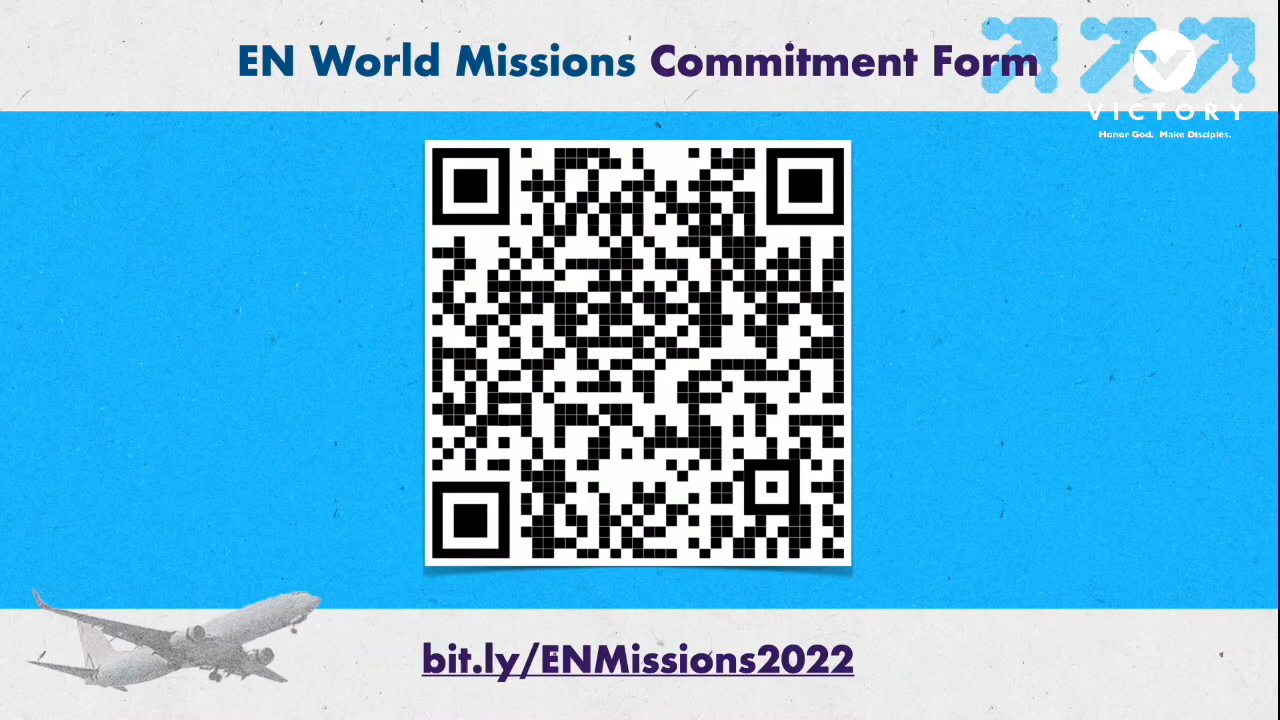 EN World Missions Commitment Form
VICTORY
Honor God. Make Disciples.
bit.ly/ENMissions2022